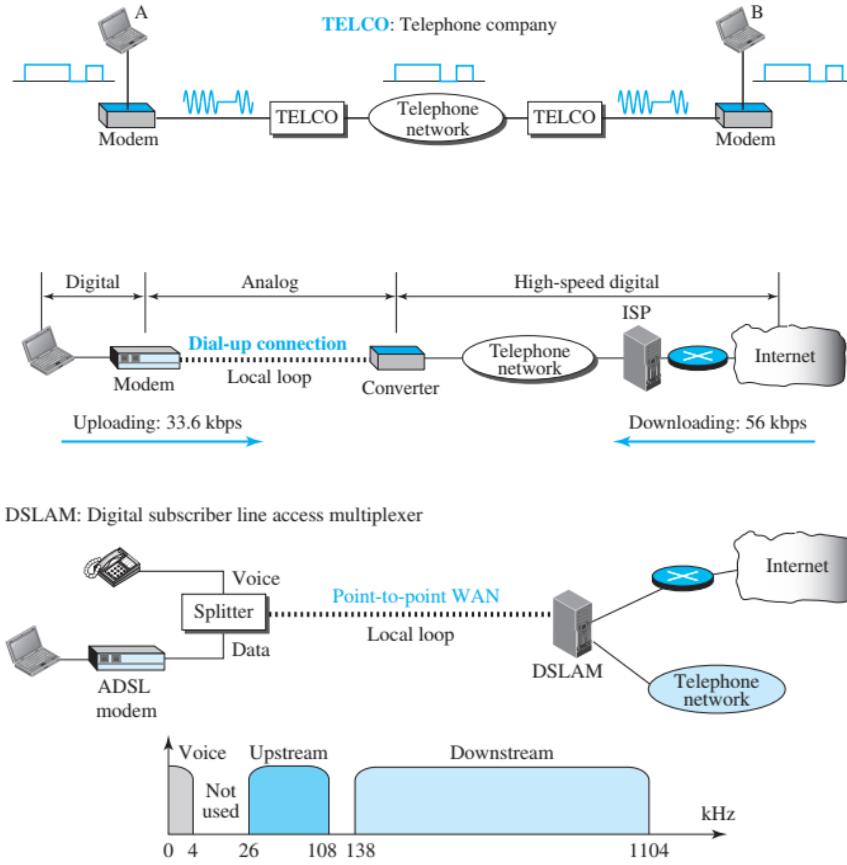 A
TELCO: Telephone company
B
TELCO
Telephone
network
TELCO
Modem
Modem
Digital
Analog
High-speed digital
ISP
Dial-up connection
Telephone
network
Internet
Modem
Local loop
Converter
Uploading: 33.6 kbps
Downloading: 56 kbps
DSLAM: Digital subscriber line access multiplexer
Internet
Voice
Point-to-point WAN
Splitter
Local loop
Data
DSLAM
ADSL
modem
Telephone
network
Voice
Upstream
Downstream
Not
used
kHz
0 4 26 108 138 1104